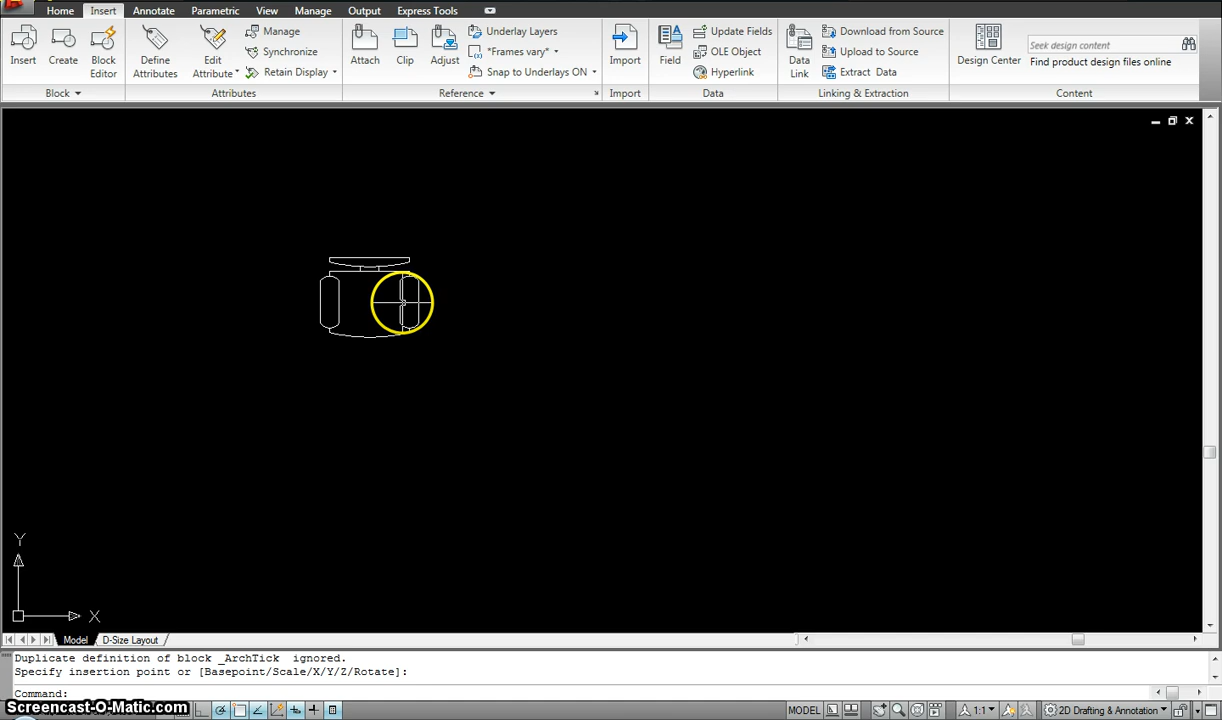 Home Insert Annotate Parametric View Manage Output Express Tools
Insert Create Block Editor Define Attributes Edit Attribute Manage Synchronize Retain Display
Attach Clip Adjust Underlay Layers *Frames vary* Snap to Underlays ON
Import Field Update Fields OLE Object Hyperlink
Data Link Download from Source Upload to Source Extract Data
Design Center Seek design content Find product design files online
Block Attributes Reference Import Data Linking & Extraction Content
Y
X
Model D-Size Layout
Duplicate definition of block _ArchTick ignored.
Specify insertion point or [Basepoint/Scale/X/Y/Z/Rotate]:
Command:
Screencast-O-Matic.com MODEL 1:1 2D Drafting & Annotation